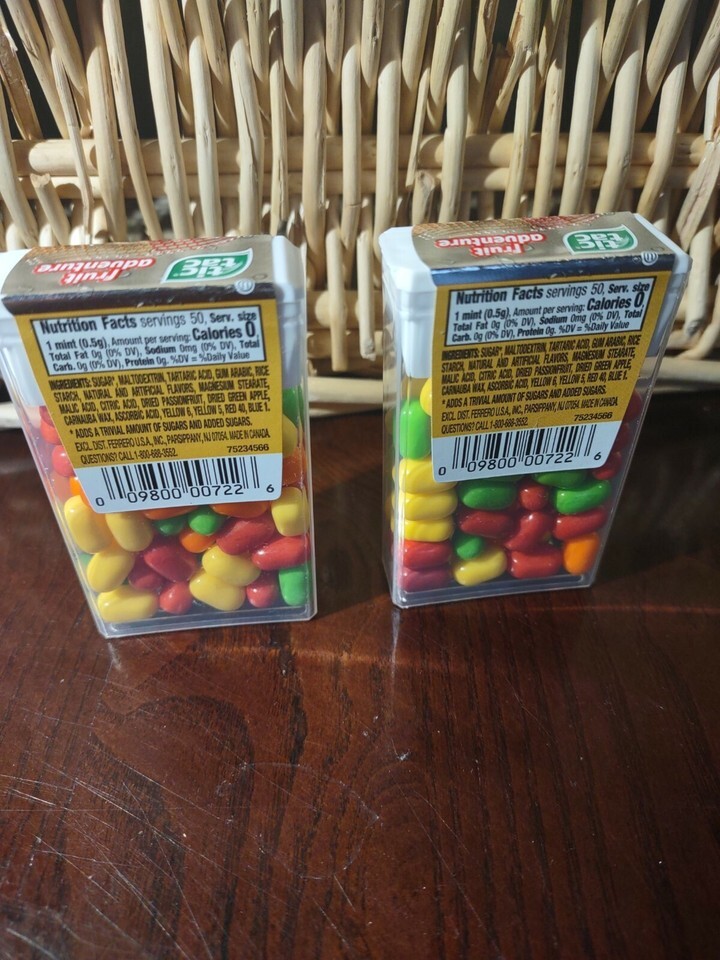 fruit
adventure
tic
tac
Nutrition Facts servings 50, Serv. size
1 mint (0.5g), Amount per serving: Calories 0,
Total Fat 0g (0% DV), Sodium 0mg (0% DV), Total
Carb. 0g (0% DV), Protein 0g. %DV = %Daily Value
INGREDIENTS: SUGAR*, MALTODEXTRIN, TARTARIC ACID, GUM ARABIC, RICE
STARCH, NATURAL AND ARTIFICIAL FLAVORS, MAGNESIUM STEARATE,
MALIC ACID, CITRIC ACID, DRIED PASSIONFRUIT, DRIED GREEN APPLE,
CARNAUBA WAX, ASCORBIC ACID, YELLOW 6, YELLOW 5, RED 40, BLUE 1.
* ADDS A TRIVIAL AMOUNT OF SUGARS AND ADDED SUGARS.
EXCL. DIST. FERRERO U.S.A., INC., PARSIPPANY, NJ 07054. MADE IN CANADA.
QUESTIONS? CALL 1-800-688-3552. 75234566
0 09800 00722 6
fruit
adventure
tic
tac
Nutrition Facts servings 50, Serv. size
1 mint (0.5g), Amount per serving: Calories 0,
Total Fat 0g (0% DV), Sodium 0mg (0% DV), Total
Carb. 0g (0% DV), Protein 0g. %DV = %Daily Value
INGREDIENTS: SUGAR*, MALTODEXTRIN, TARTARIC ACID, GUM ARABIC, RICE
STARCH, NATURAL AND ARTIFICIAL FLAVORS, MAGNESIUM STEARATE,
MALIC ACID, CITRIC ACID, DRIED PASSIONFRUIT, DRIED GREEN APPLE,
CARNAUBA WAX, ASCORBIC ACID, YELLOW 6, YELLOW 5, RED 40, BLUE 1.
* ADDS A TRIVIAL AMOUNT OF SUGARS AND ADDED SUGARS.
EXCL. DIST. FERRERO U.S.A., INC., PARSIPPANY, NJ 07054. MADE IN CANADA.
QUESTIONS? CALL 1-800-688-3552. 75234566
0 09800 00722 6